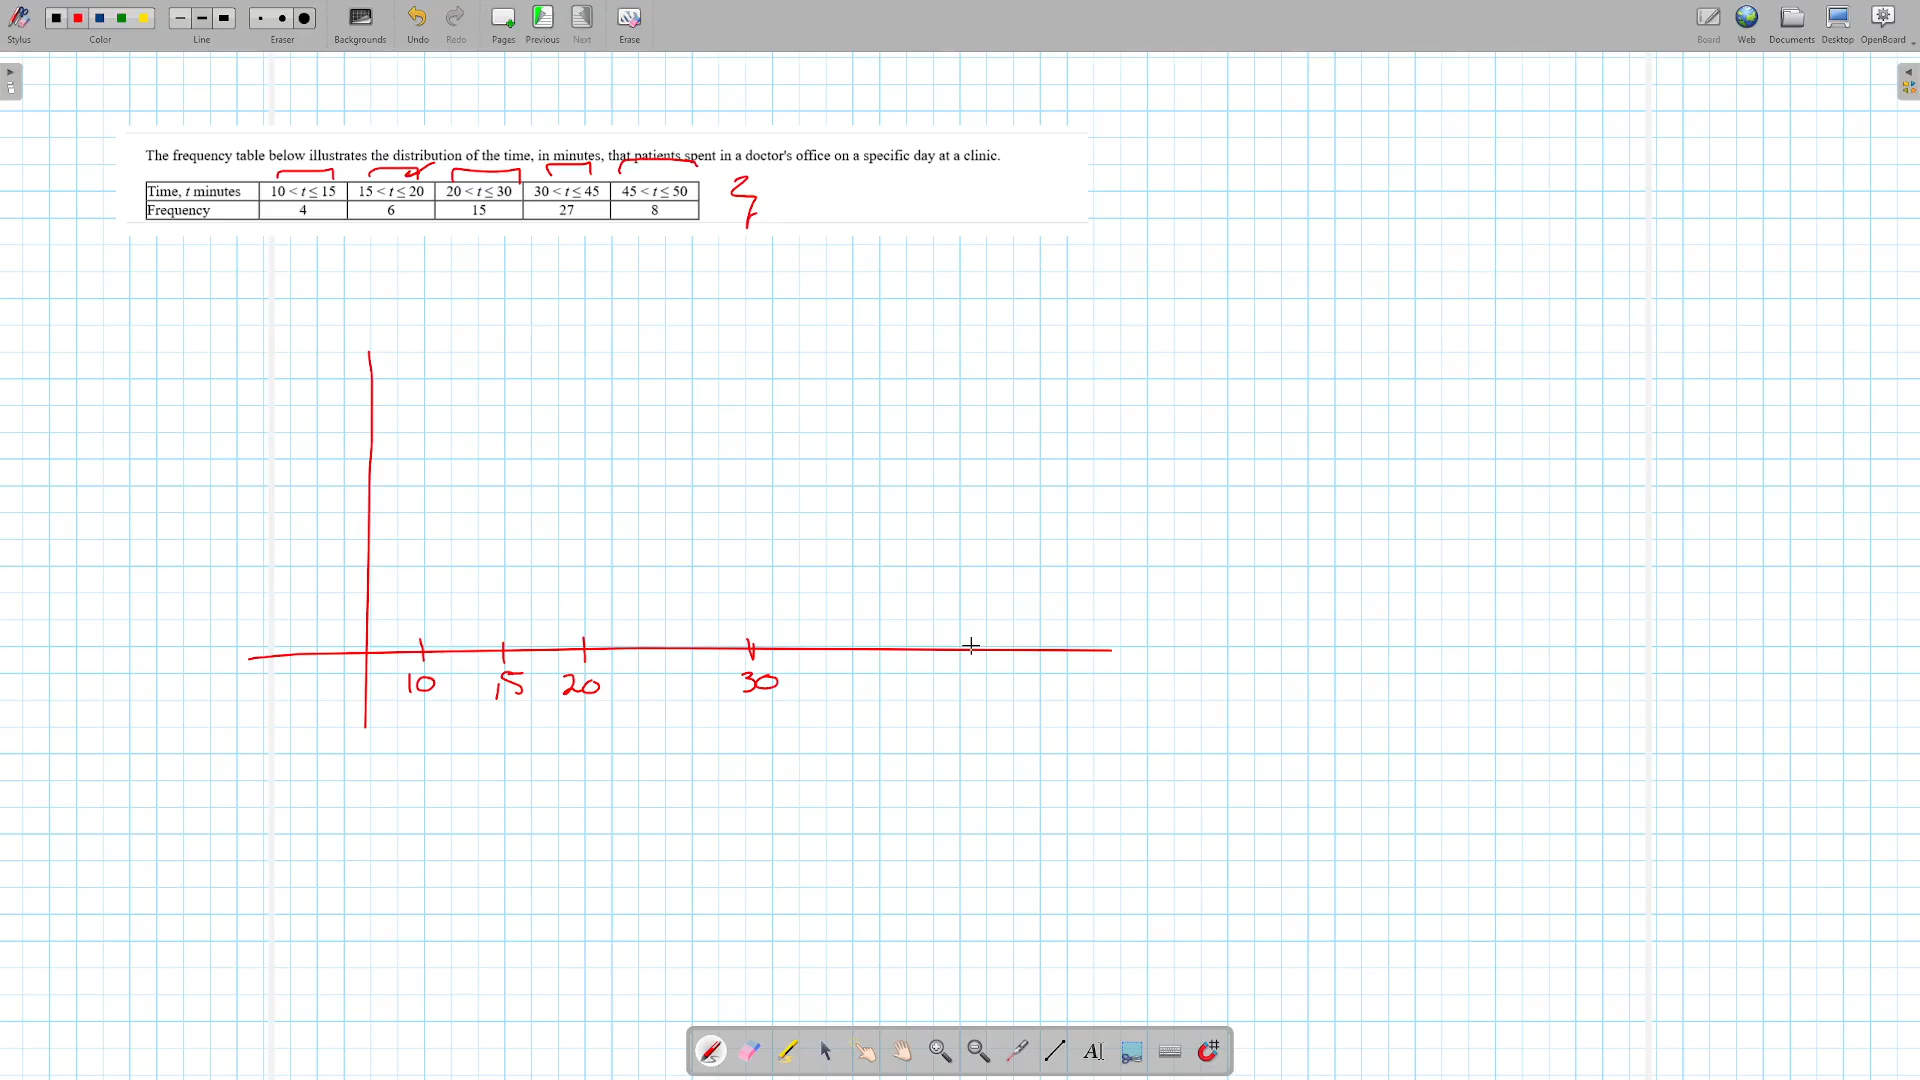 Color Line Eraser Backgrounds Undo Redo Pages Previous Next Erase Board Web Documents Desktop OpenBoard
Stylus
The frequency table below illustrates the distribution of the time, in minutes, that patients spent in a doctor's office on a specific day at a clinic.
Time, t minutes 10 < t ≤ 15 15 < t ≤ 20 20 < t ≤ 30 30 < t ≤ 45 45 < t ≤ 50
Frequency 4 6 15 27 8
10 15 20 30